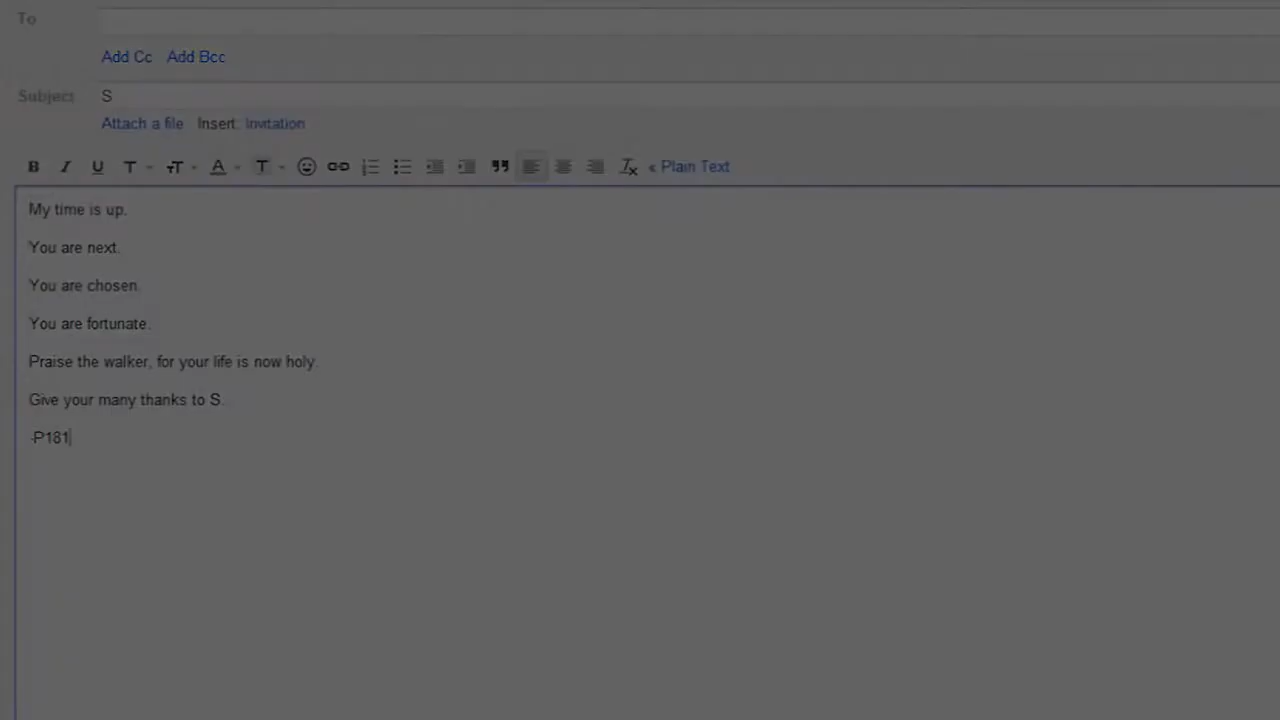 To
Add Cc Add Bcc
Subject S
Attach a file Insert: Invitation
B I U T T T A T Tx « Plain Text
My time is up.
You are next.
You are chosen.
You are fortunate.
Praise the walker, for your life is now holy.
Give your many thanks to S.
-P181